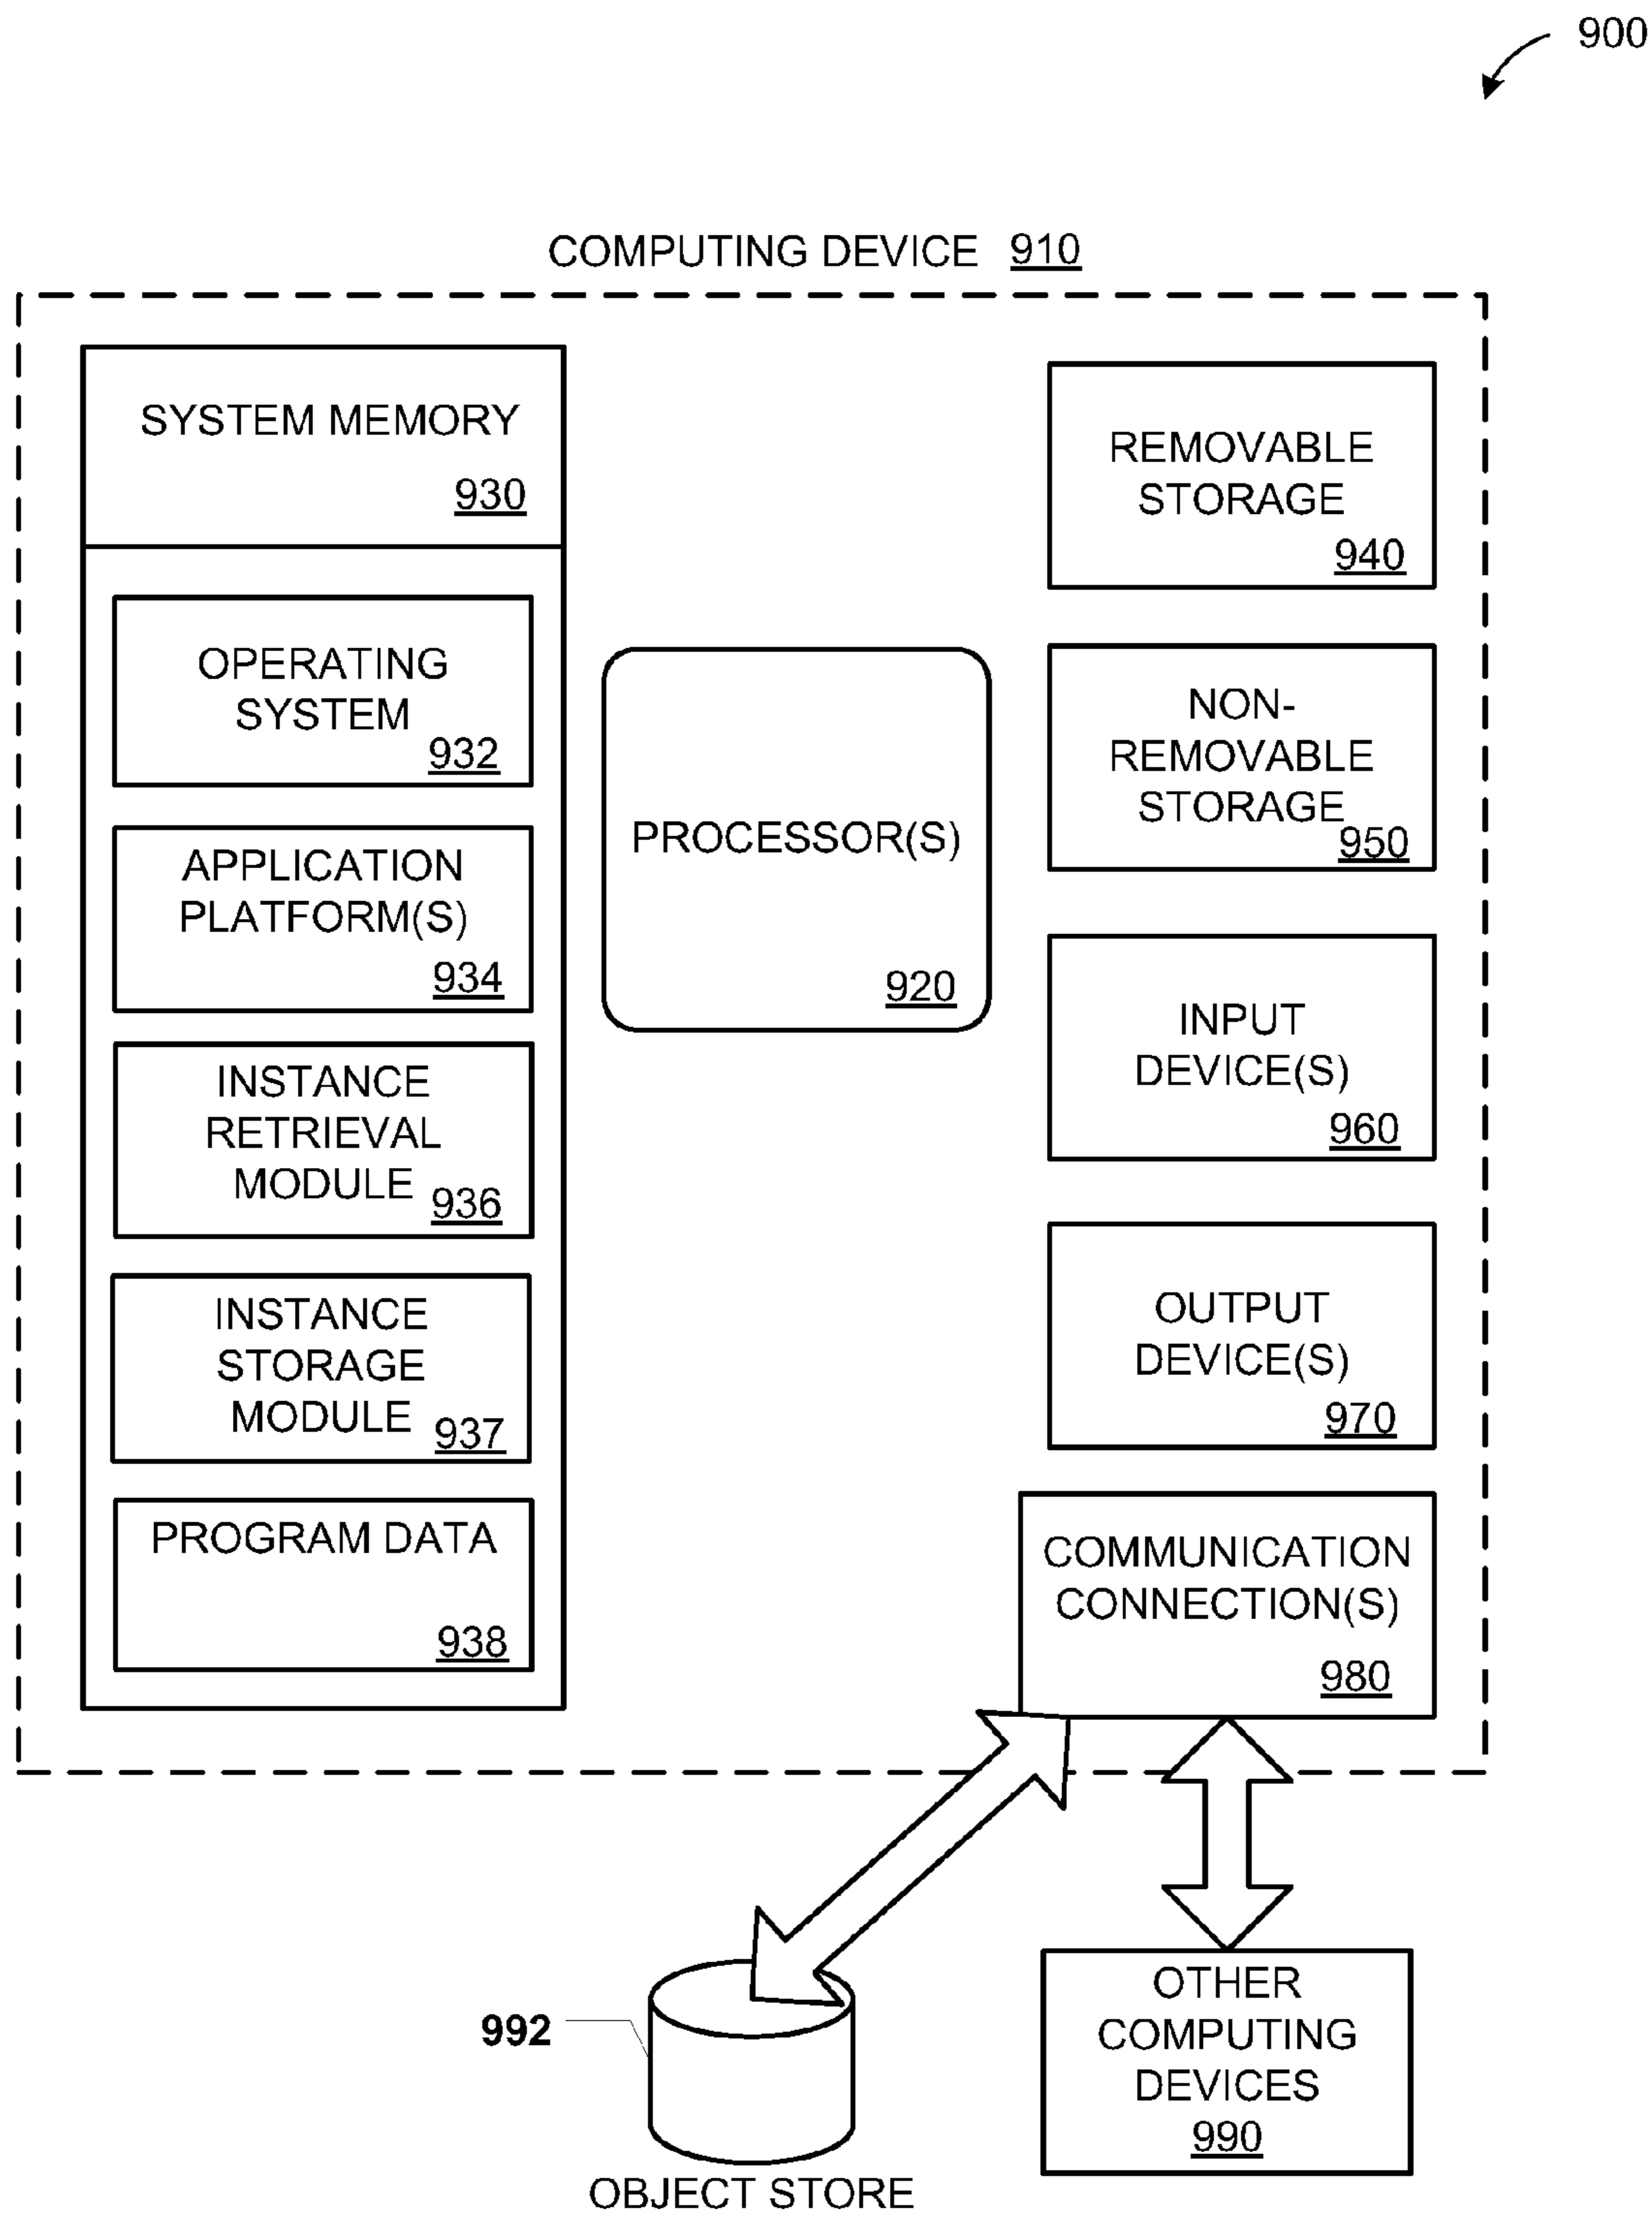 900
COMPUTING DEVICE 910
SYSTEM MEMORY
930
OPERATING
SYSTEM
932
APPLICATION
PLATFORM(S)
934
INSTANCE
RETRIEVAL
MODULE
936
INSTANCE
STORAGE
MODULE
937
PROGRAM DATA
938
PROCESSOR(S)
920
REMOVABLE
STORAGE
940
NON-
REMOVABLE
STORAGE
950
INPUT
DEVICE(S)
960
OUTPUT
DEVICE(S)
970
COMMUNICATION
CONNECTION(S)
980
992
OBJECT STORE
OTHER
COMPUTING
DEVICES
990